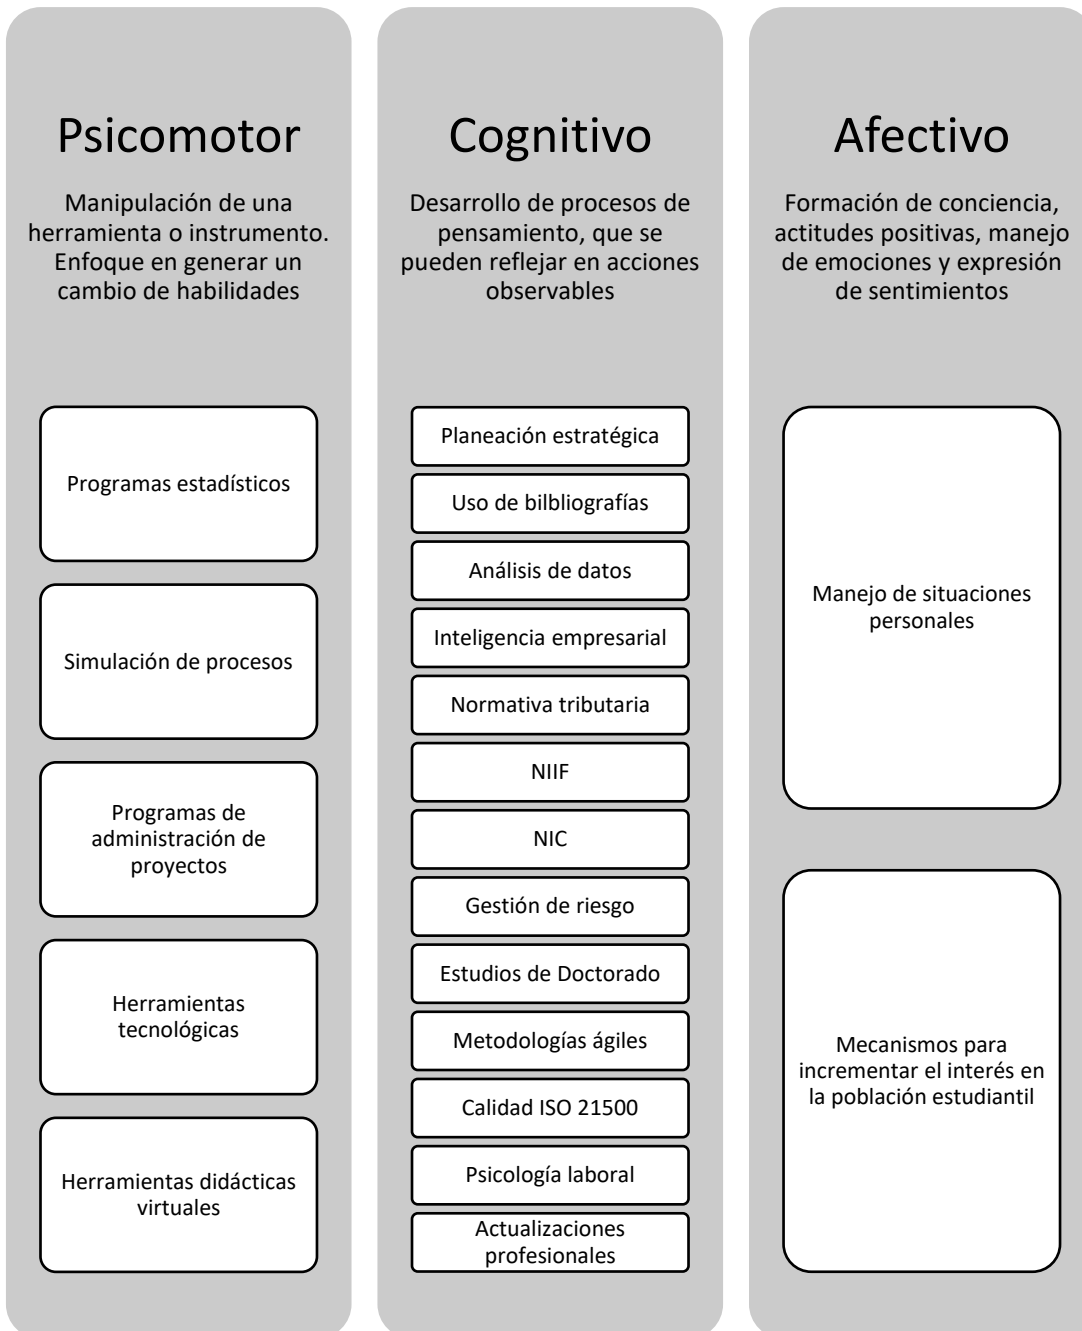 Psicomotor
Manipulación de una
herramienta o instrumento.
Enfoque en generar un
cambio de habilidades
Programas estadísticos
Simulación de procesos
Programas de
administración de
proyectos
Herramientas
tecnológicas
Herramientas didácticas
virtuales
Cognitivo
Desarrollo de procesos de
pensamiento, que se
pueden reflejar en acciones
observables
Planeación estratégica
Uso de bilbliografías
Análisis de datos
Inteligencia empresarial
Normativa tributaria
NIIF
NIC
Gestión de riesgo
Estudios de Doctorado
Metodologías ágiles
Calidad ISO 21500
Psicología laboral
Actualizaciones
profesionales
Afectivo
Formación de conciencia,
actitudes positivas, manejo
de emociones y expresión
de sentimientos
Manejo de situaciones
personales
Mecanismos para
incrementar el interés en
la población estudiantil